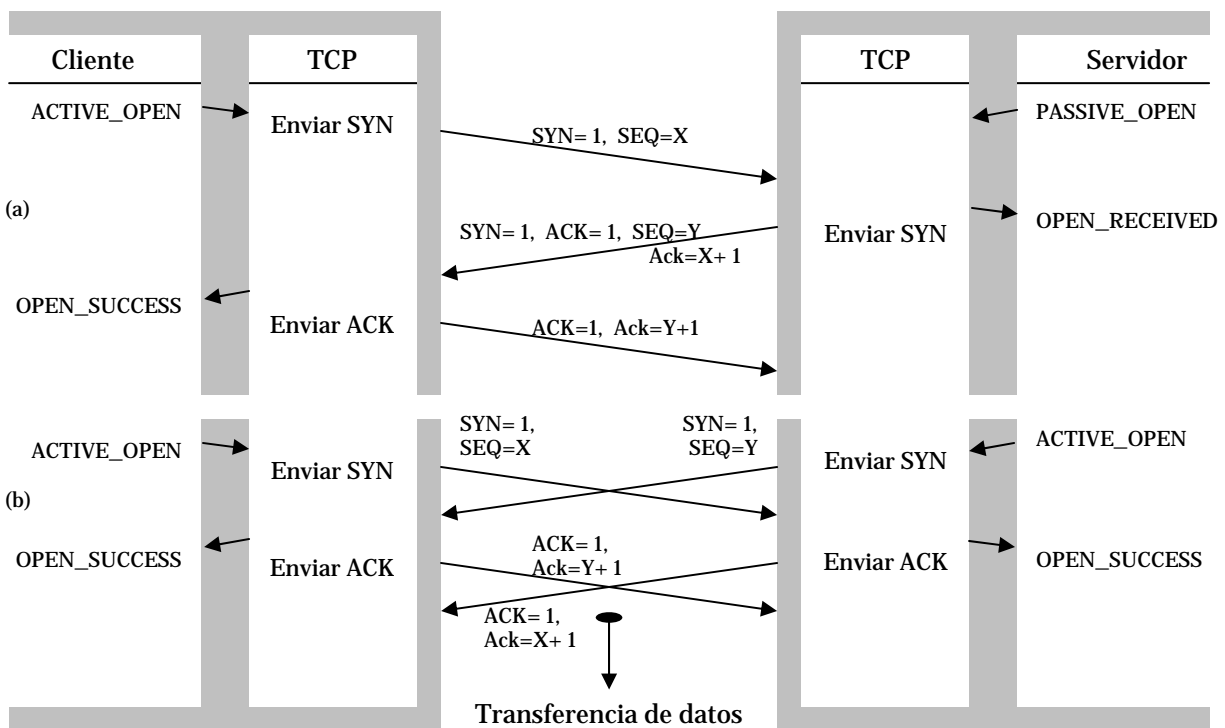 Cliente TCP TCP Servidor
ACTIVE_OPEN PASSIVE_OPEN
Enviar SYN
SYN= 1, SEQ=X
(a)
SYN= 1, ACK= 1, SEQ=Y Enviar SYN OPEN_RECEIVED
Ack=X+ 1
OPEN_SUCCESS
Enviar ACK ACK=1, Ack=Y+1
SYN= 1, SYN= 1,
ACTIVE_OPEN SEQ=X SEQ=Y ACTIVE_OPEN
Enviar SYN Enviar SYN
(b)
ACK= 1,
OPEN_SUCCESS Enviar ACK Ack=Y+ 1 Enviar ACK OPEN_SUCCESS
ACK= 1,
Ack=X+ 1
Transferencia de datos